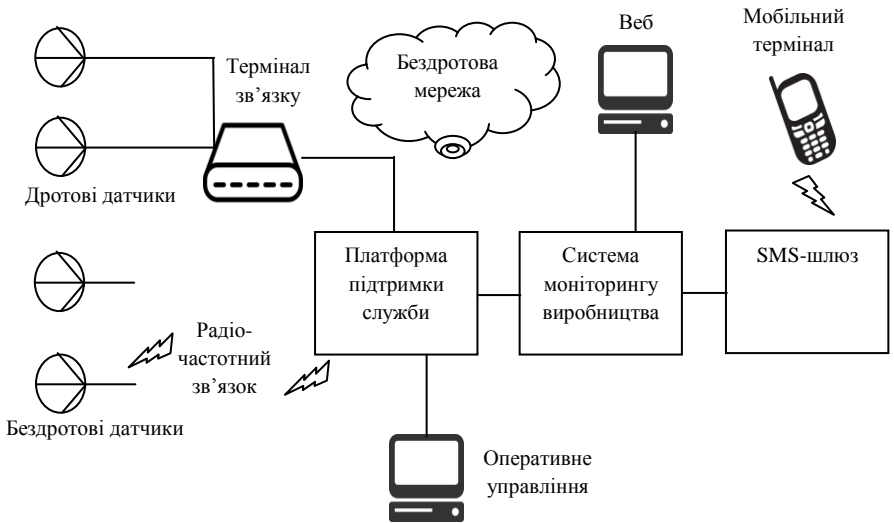 Термінал
зв’язку
Бездротова
мережа
Веб
Мобільний
термінал
Дротові датчики
Платформа
підтримки
служби
Система
моніторингу
виробництва
SMS-шлюз
Радіо-
частотний
зв’язок
Бездротові датчики
Оперативне
управління